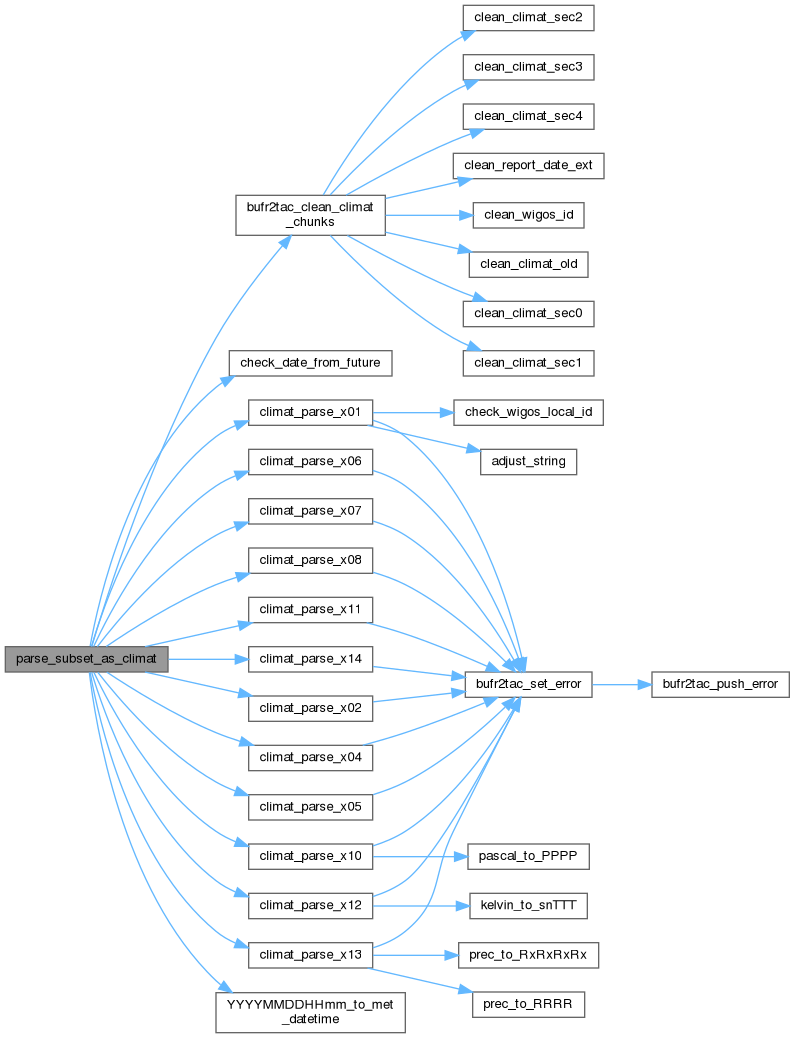 clean_climat_sec2
clean_climat_sec3
clean_climat_sec4
clean_report_date_ext
bufr2tac_clean_climat
_chunks
clean_wigos_id
clean_climat_old
clean_climat_sec0
clean_climat_sec1
check_date_from_future
climat_parse_x01
check_wigos_local_id
adjust_string
climat_parse_x06
climat_parse_x07
climat_parse_x08
climat_parse_x11
parse_subset_as_climat
climat_parse_x14
bufr2tac_set_error
bufr2tac_push_error
climat_parse_x02
climat_parse_x04
climat_parse_x05
climat_parse_x10
pascal_to_PPPP
climat_parse_x12
kelvin_to_snTTT
climat_parse_x13
prec_to_RxRxRxRx
prec_to_RRRR
YYYYMMDDHHmm_to_met
_datetime